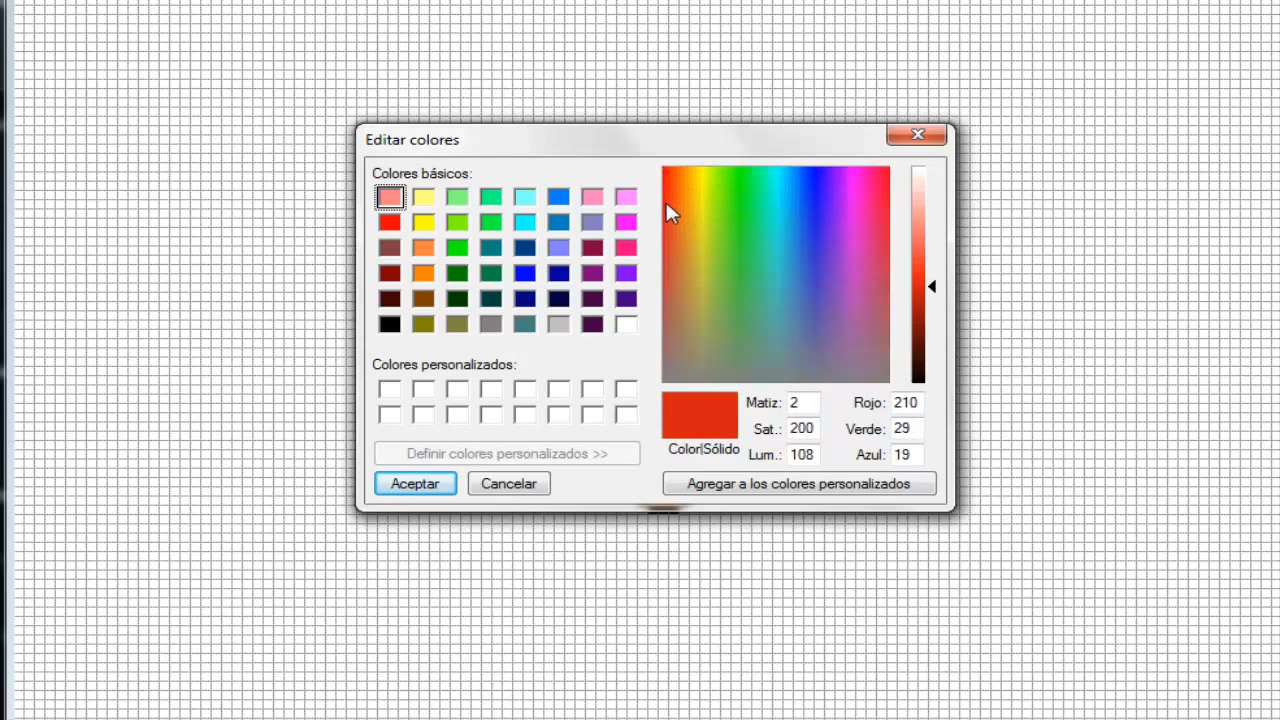 Editar colores
Colores básicos:
Colores personalizados:
Definir colores personalizados >>
Aceptar
Cancelar
Color|Sólido
Matiz: 2
Sat.: 200
Lum.: 108
Rojo: 210
Verde: 29
Azul: 19
Agregar a los colores personalizados